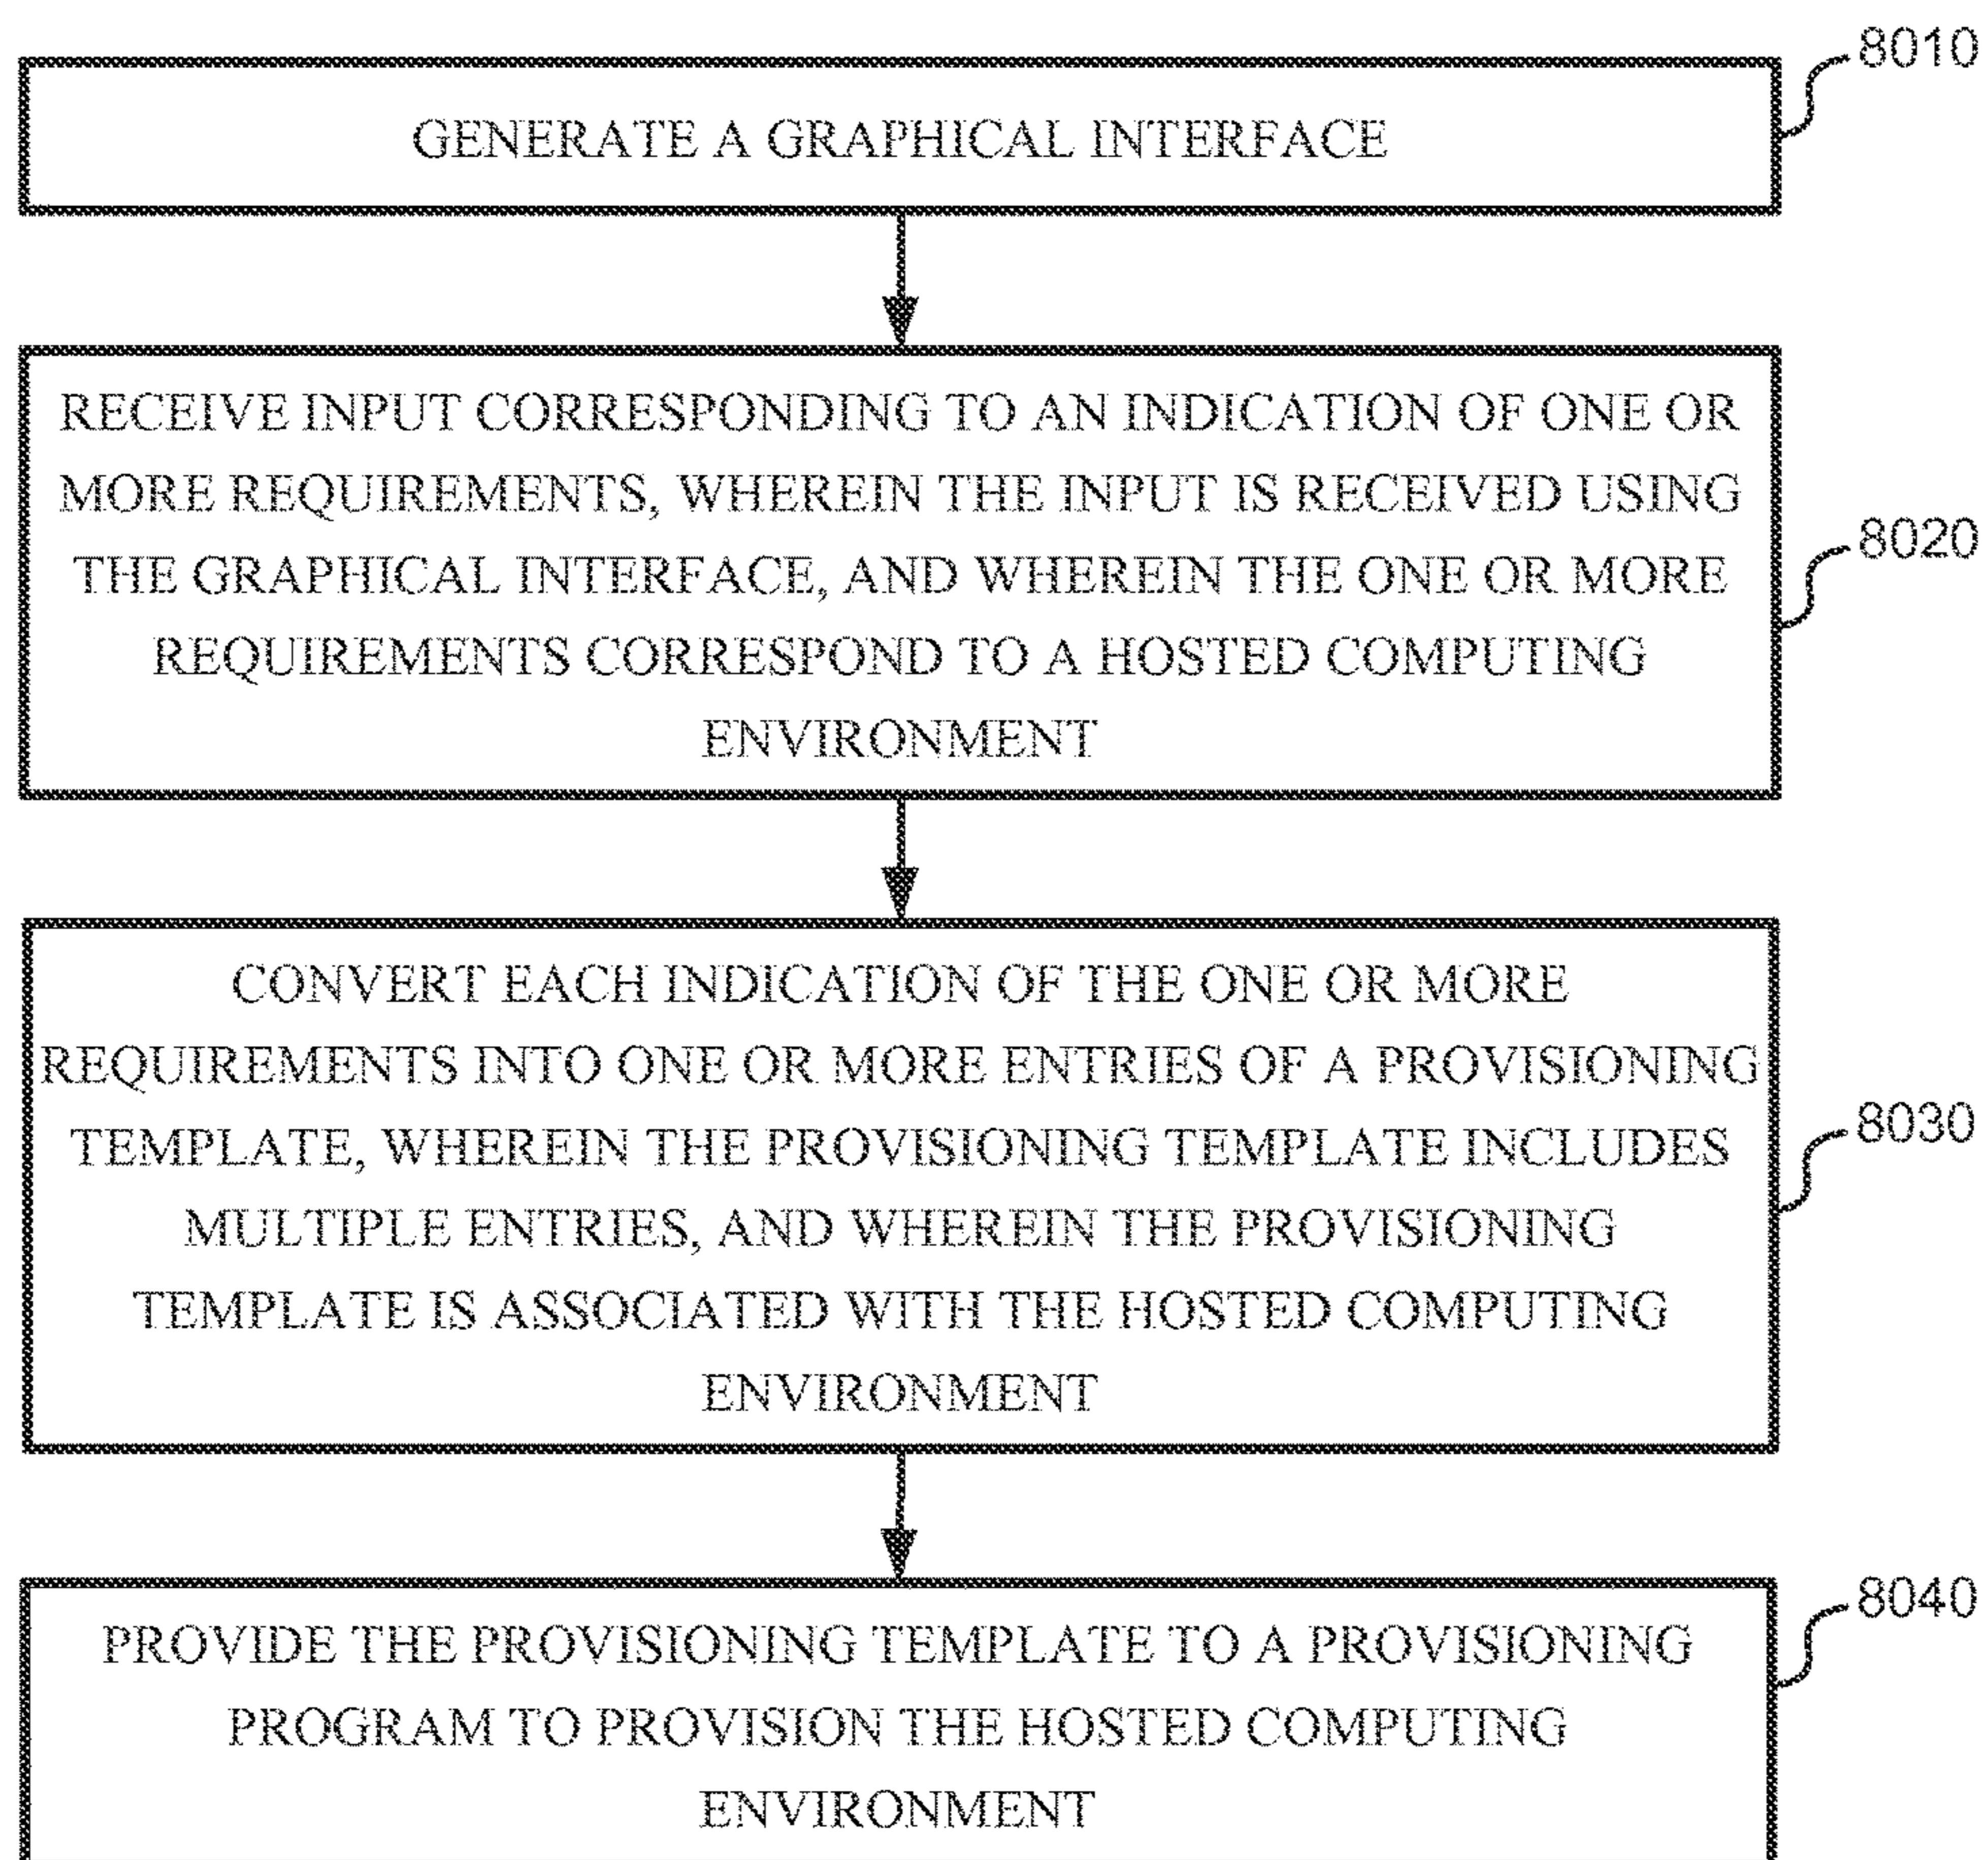 8010
GENERATE A GRAPHICAL INTERFACE
RECEIVE INPUT CORRESPONDING TO AN INDICATION OF ONE OR
MORE REQUIREMENTS, WHEREIN THE INPUT IS RECEIVED USING
THE GRAPHICAL INTERFACE, AND WHEREIN THE ONE OR MORE
REQUIREMENTS CORRESPOND TO A HOSTED COMPUTING
ENVIRONMENT
8020
CONVERT EACH INDICATION OF THE ONE OR MORE
REQUIREMENTS INTO ONE OR MORE ENTRIES OF A PROVISIONING
TEMPLATE, WHEREIN THE PROVISIONING TEMPLATE INCLUDES
MULTIPLE ENTRIES, AND WHEREIN THE PROVISIONING
TEMPLATE IS ASSOCIATED WITH THE HOSTED COMPUTING
ENVIRONMENT
8030
PROVIDE THE PROVISIONING TEMPLATE TO A PROVISIONING
PROGRAM TO PROVISION THE HOSTED COMPUTING
ENVIRONMENT
8040